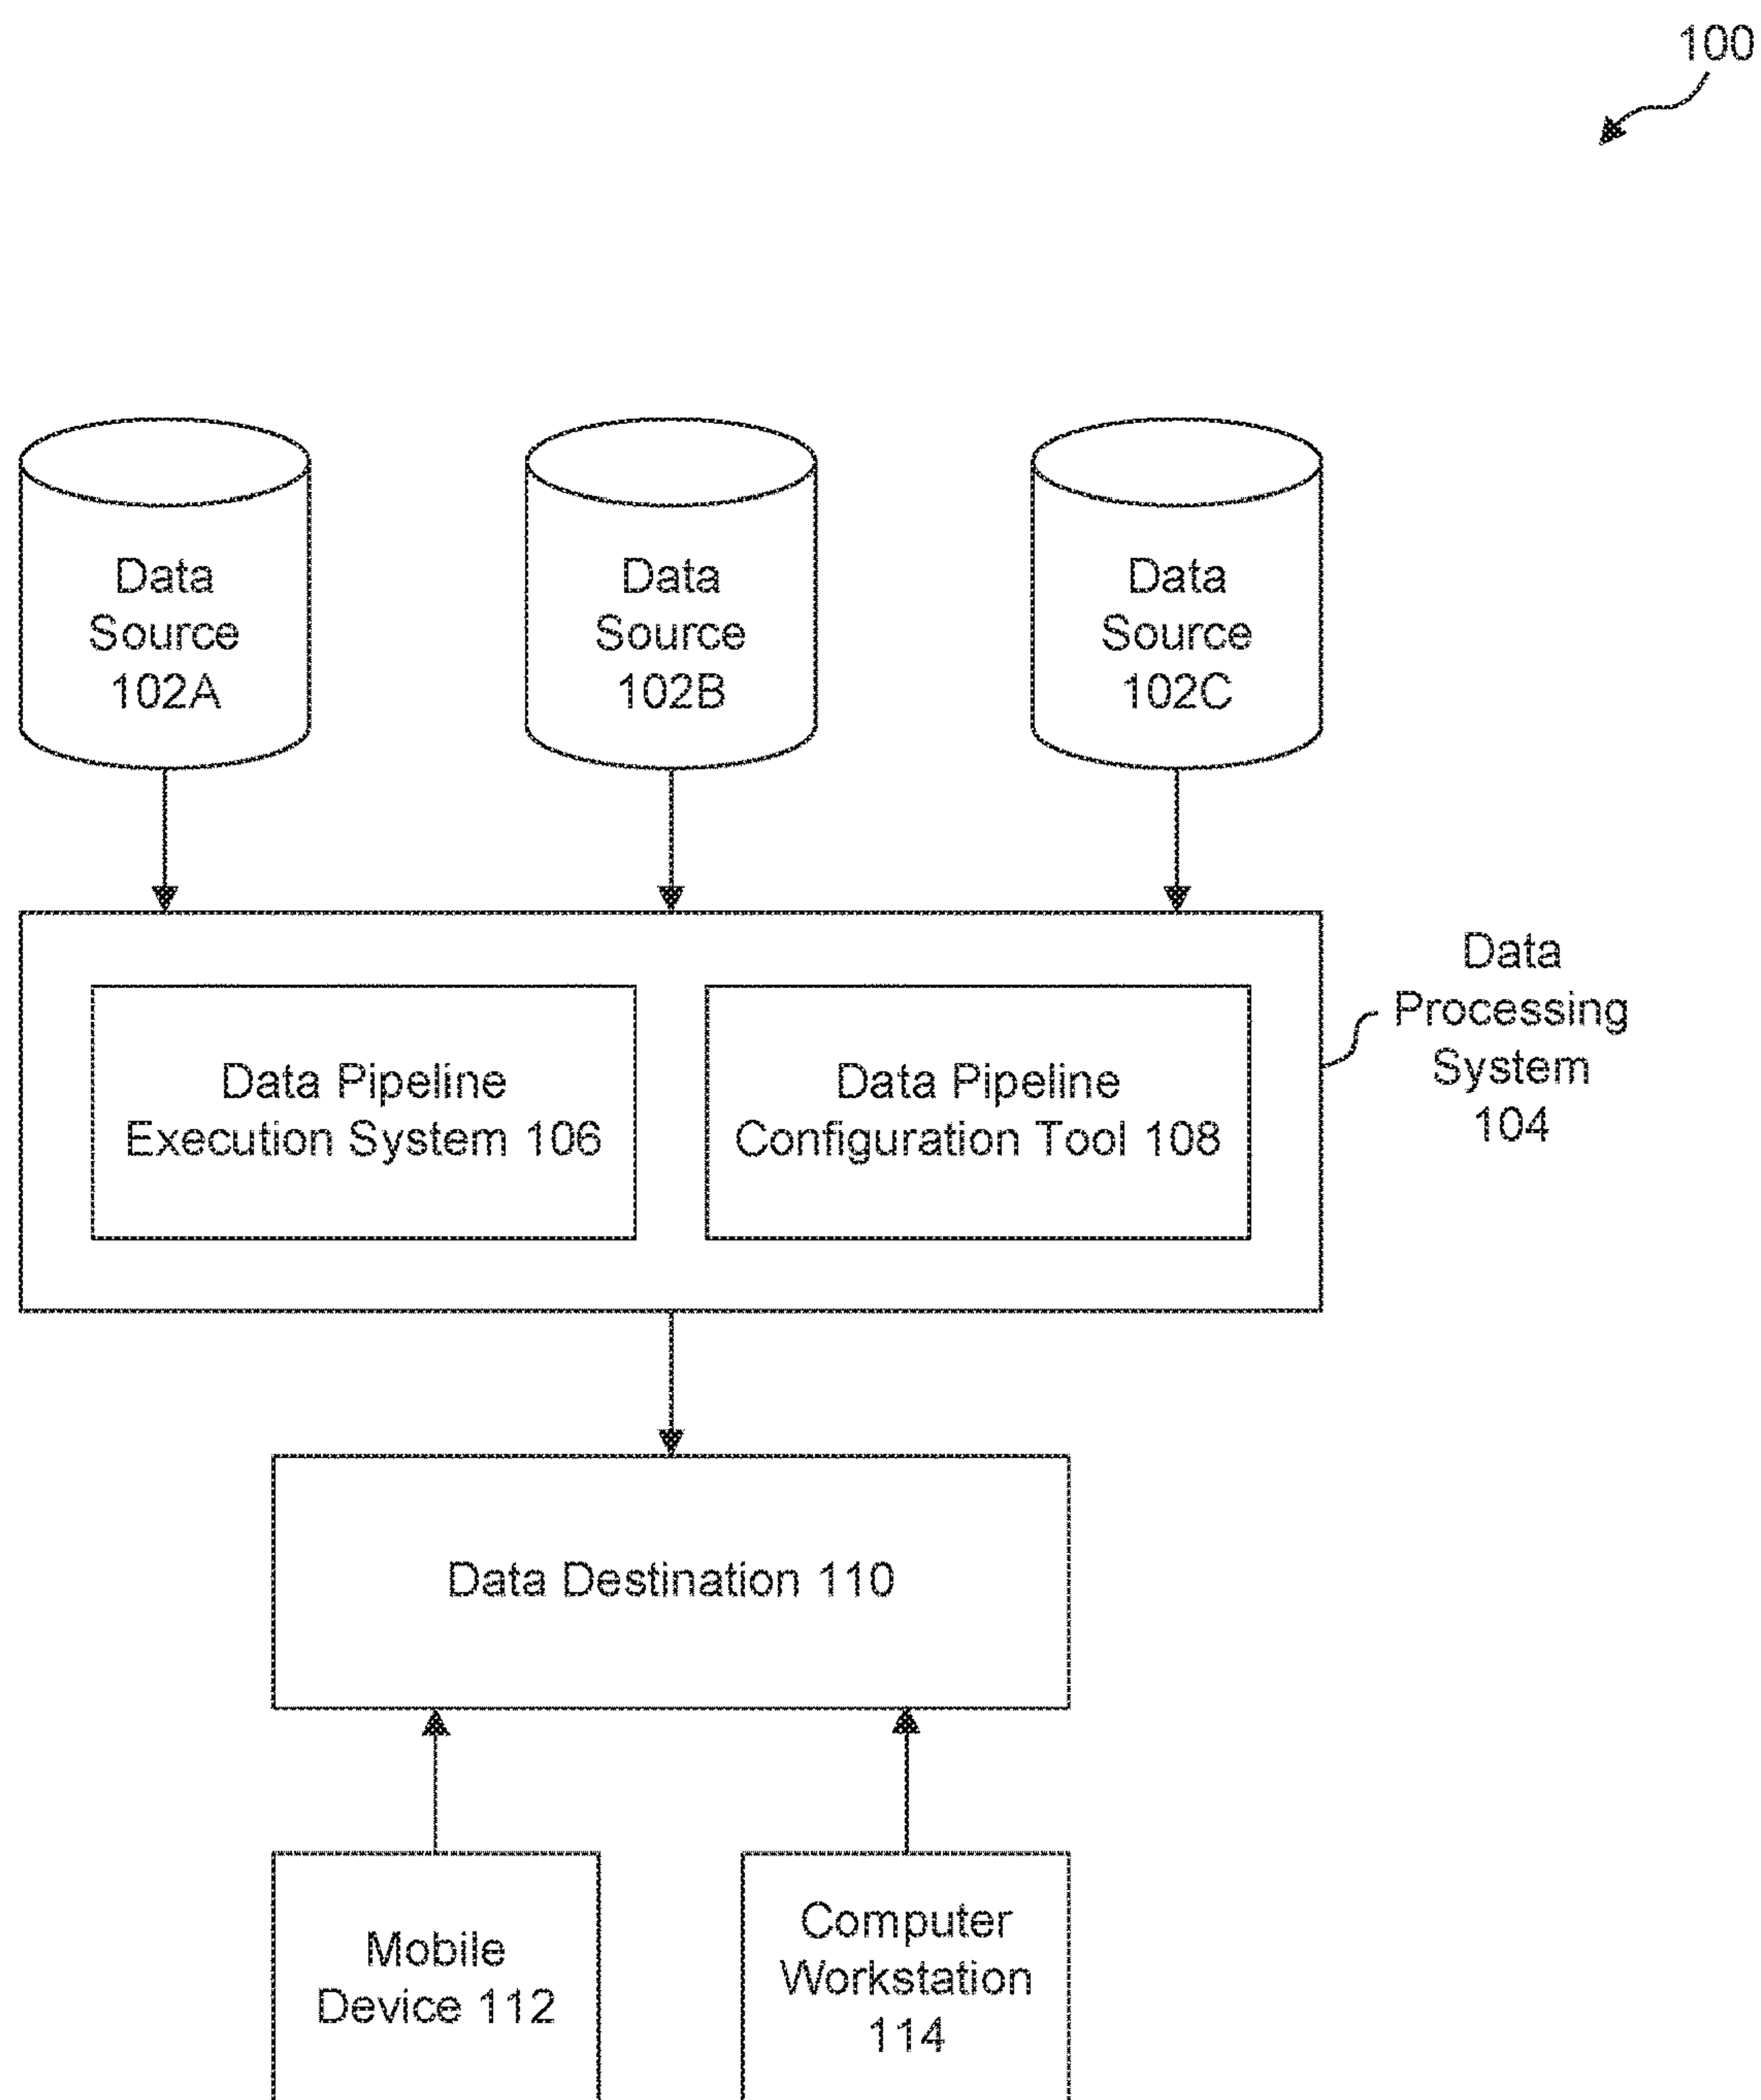 100
Data
Source
102A
Data
Source
102B
Data
Source
102C
Data
Processing
System
104
Data Pipeline
Execution System 106
Data Pipeline
Configuration Tool 108
Data Destination 110
Mobile
Device 112
Computer
Workstation
114